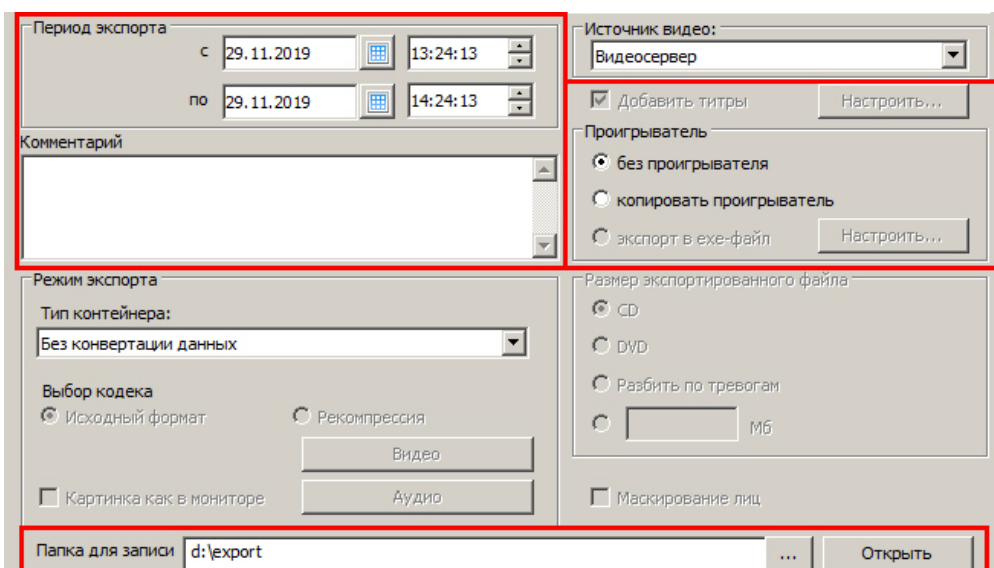 Период экспорта
с 29.11.2019 13:24:13
по 29.11.2019 14:24:13
Комментарий
Источник видео:
Видеосервер
Добавить титры Настроить...
Проигрыватель
без проигрывателя
копировать проигрыватель
экспорт в exe-файл Настроить...
Режим экспорта
Тип контейнера:
Без конвертации данных
Выбор кодека
Исходный формат Рекомпрессия
Видео
Картинка как в мониторе Аудио
Размер экспортированного файла
CD
DVD
Разбить по тревогам
Мб
Маскирование лиц
Папка для записи d:\export ... Открыть